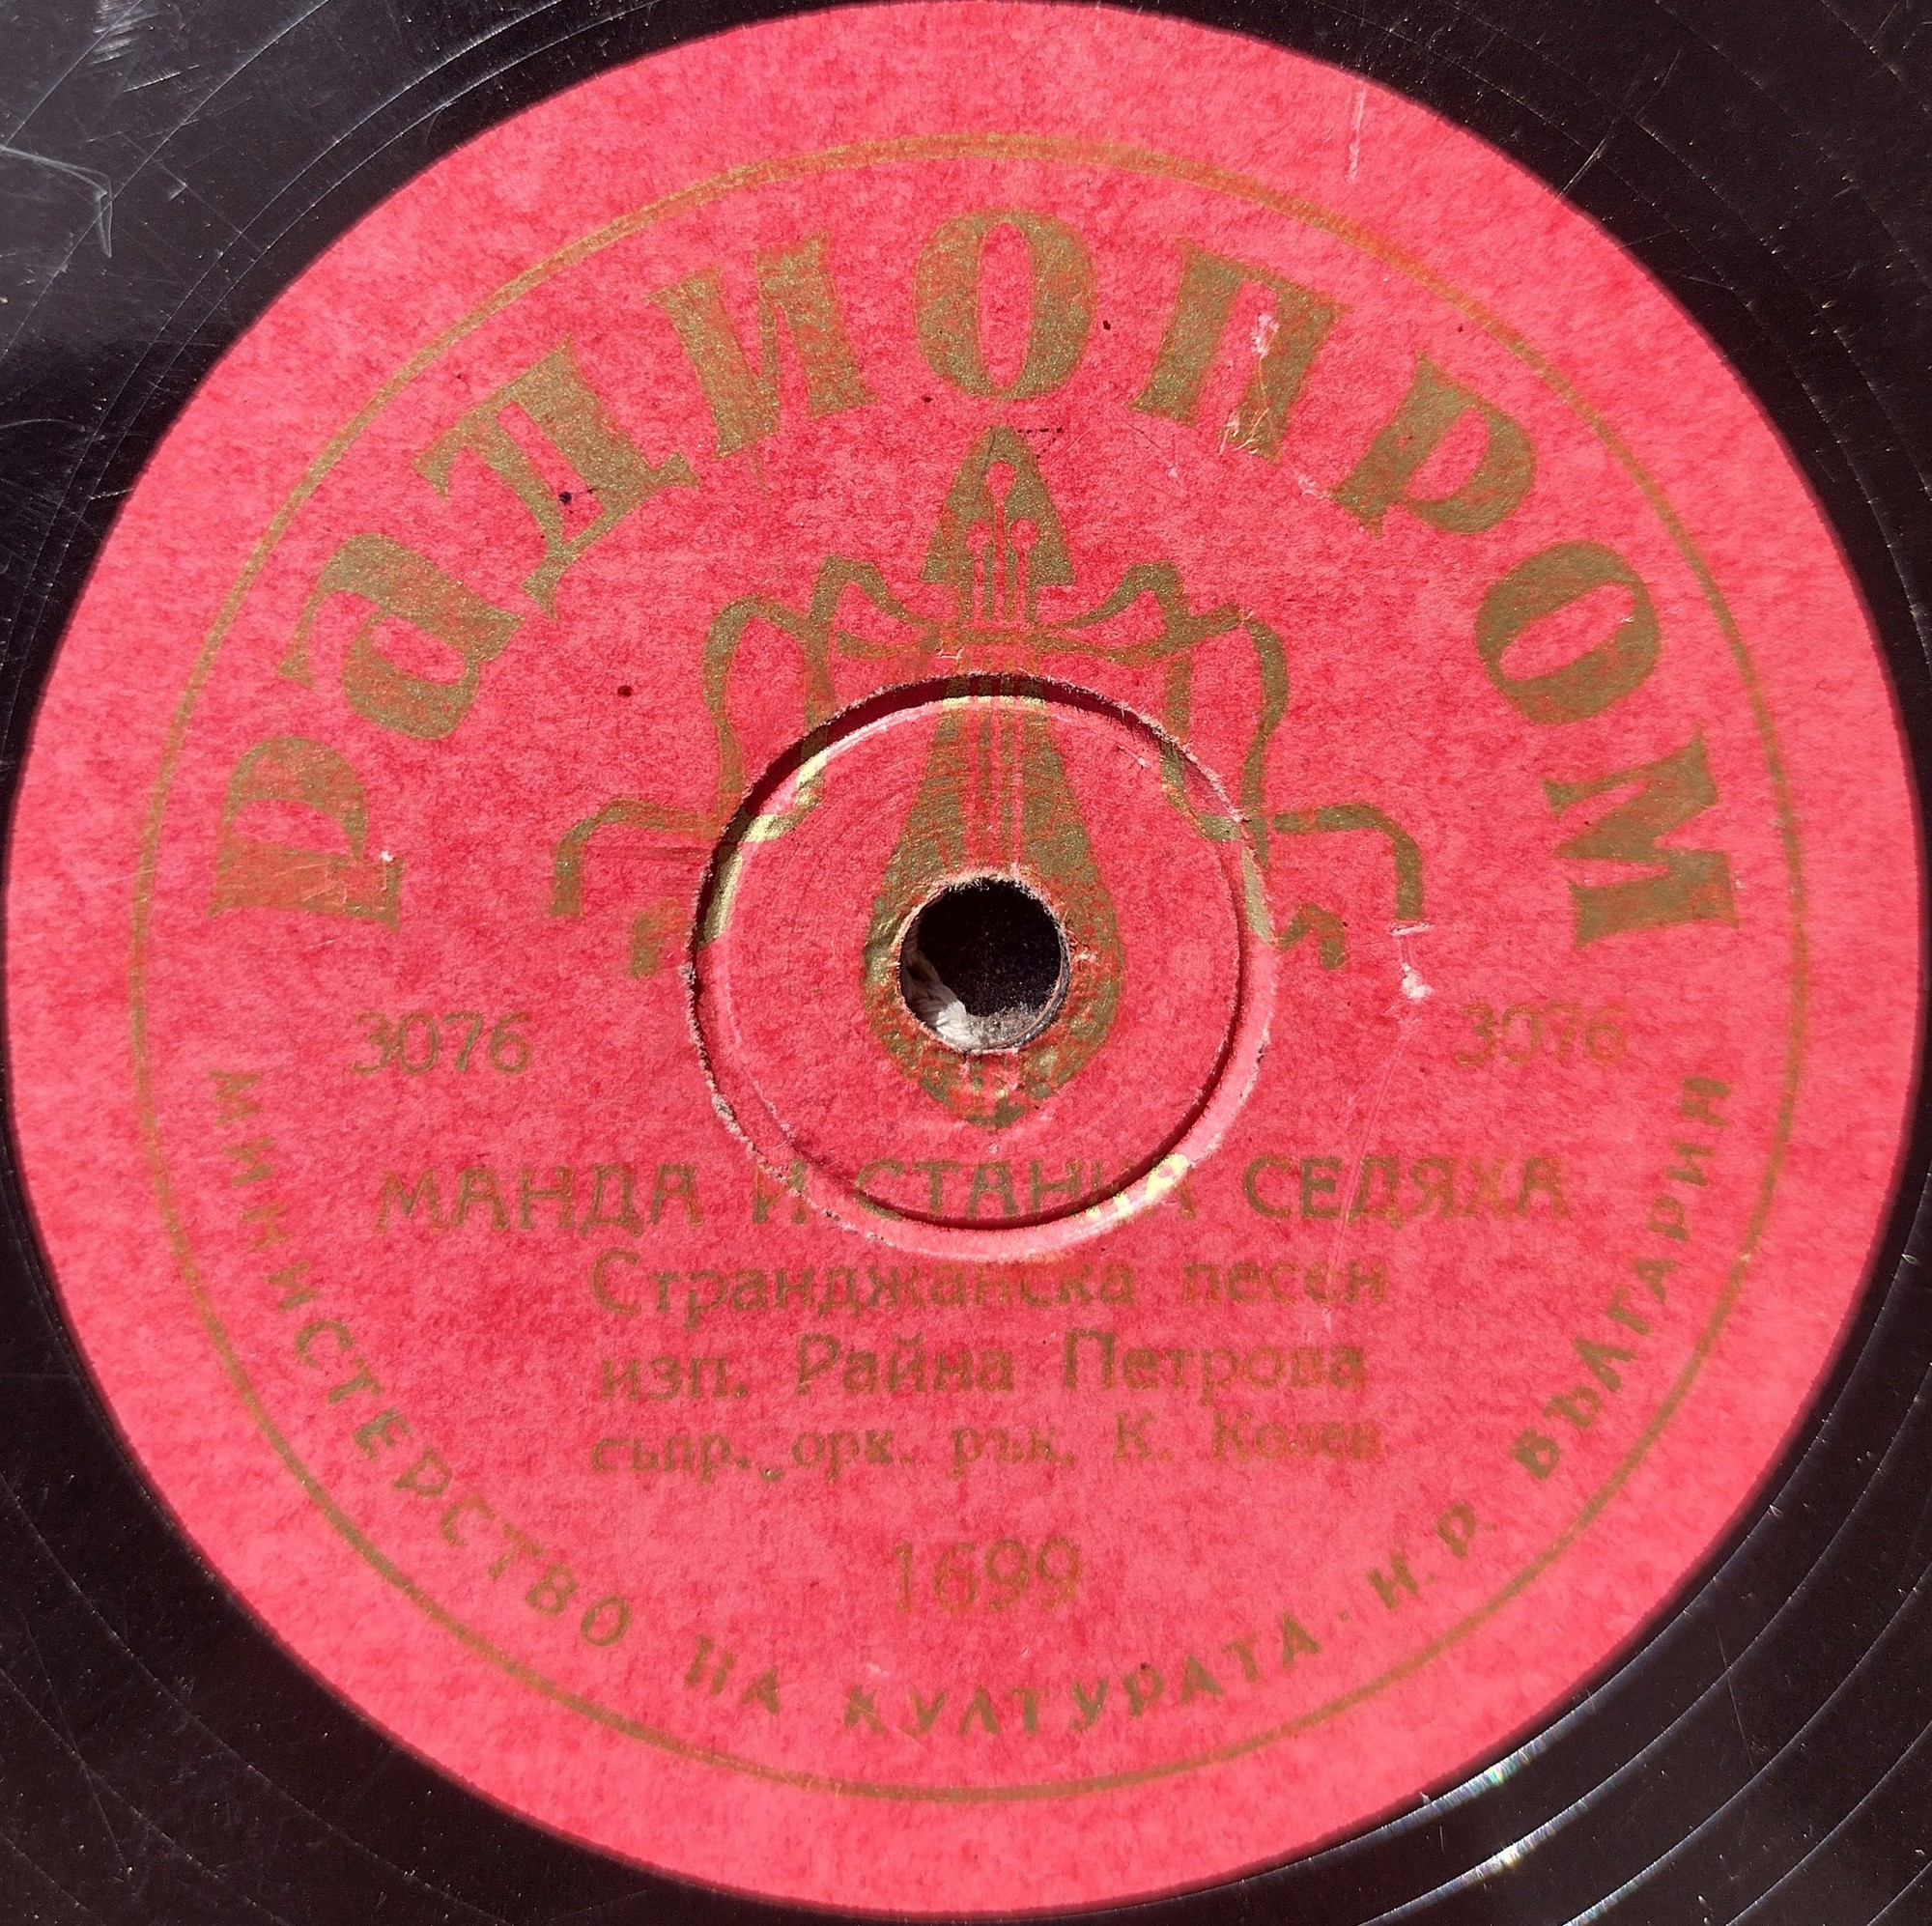 РАДИОПРОМ
3076 3076
МАНДА И СТАНКА СЕДЯХА
Странджанска песен
изп. Райна Петрова
съпр. орк. рък. К. Колев
1699
МИНИСТЕРСТВО НА КУЛТУРАТА · Н. Р. БЪЛГАРИЯ